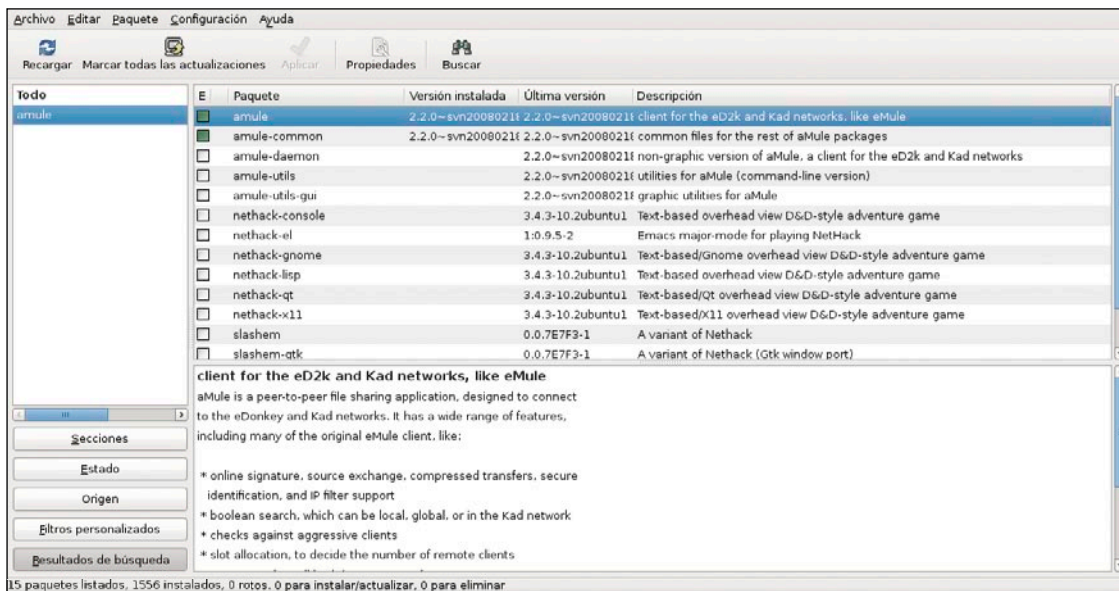 Archivo Editar Paquete Configuración Ayuda
Recargar Marcar todas las actualizaciones Aplicar Propiedades Buscar
Todo
amule
E Paquete Versión instalada Última versión Descripción
amule 2.2.0~svn2008021 2.2.0~svn2008021 client for the eD2k and Kad networks, like eMule
amule-common 2.2.0~svn2008021 2.2.0~svn2008021 common files for the rest of aMule packages
amule-daemon 2.2.0~svn2008021 non-graphic version of aMule, a client for the eD2k and Kad networks
amule-utils 2.2.0~svn2008021 utilities for aMule (command-line version)
amule-utils-gui 2.2.0~svn2008021 graphic utilities for aMule
nethack-console 3.4.3-10.2ubuntu1 Text-based overhead view D&D-style adventure game
nethack-el 1:0.9.5-2 Emacs major-mode for playing NetHack
nethack-gnome 3.4.3-10.2ubuntu1 Text-based/Gnome overhead view D&D-style adventure game
nethack-lisp 3.4.3-10.2ubuntu1 Text-based overhead view D&D-style adventure game
nethack-qt 3.4.3-10.2ubuntu1 Text-based/Qt overhead view D&D-style adventure game
nethack-x11 3.4.3-10.2ubuntu1 Text-based/X11 overhead view D&D-style adventure game
slashem 0.0.7E7F3-1 A variant of Nethack
slashem-gtk 0.0.7E7F3-1 A variant of Nethack (Gtk window port)
client for the eD2k and Kad networks, like eMule
aMule is a peer-to-peer file sharing application, designed to connect
to the eDonkey and Kad networks. It has a wide range of features,
including many of the original eMule client, like:
* online signature, source exchange, compressed transfers, secure
identification, and IP filter support
* boolean search, which can be local, global, or in the Kad network
* checks against aggressive clients
* slot allocation, to decide the number of remote clients
Secciones
Estado
Origen
Filtros personalizados
Resultados de búsqueda
15 paquetes listados, 1556 instalados, 0 rotos. 0 para instalar/actualizar, 0 para eliminar